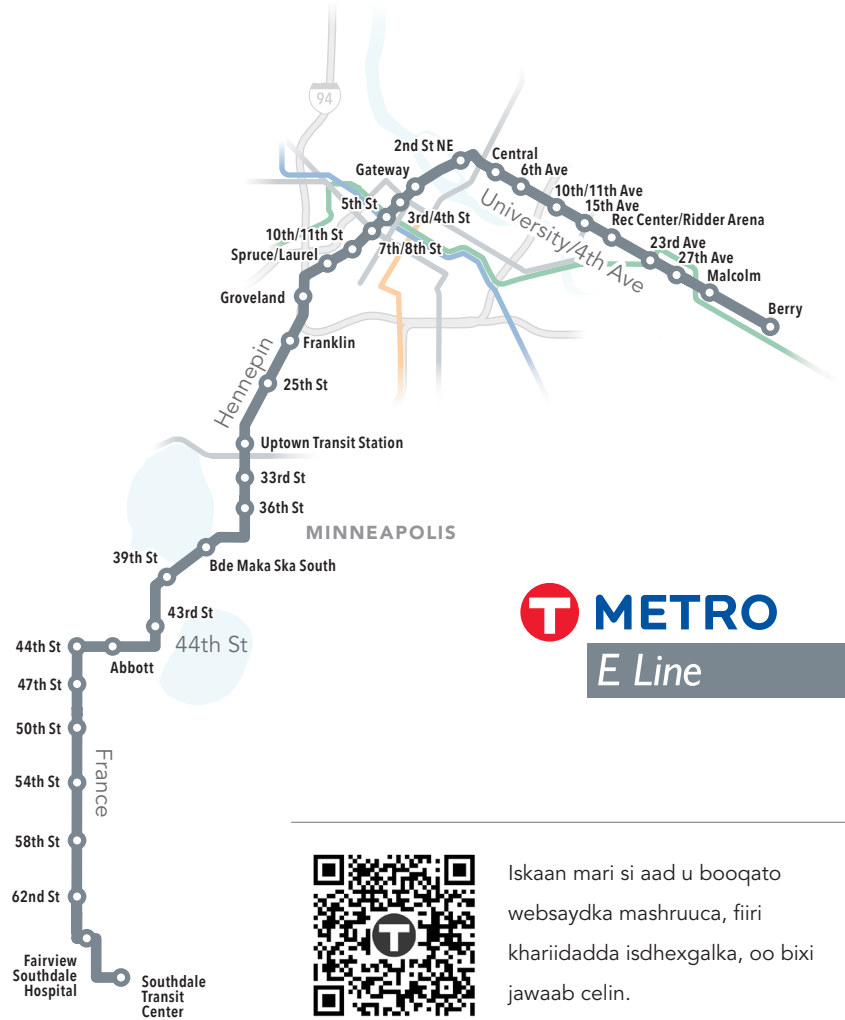 94
2nd St NE
Central
6th Ave
Gateway
10th/11th Ave
15th Ave
5th St
3rd/4th St
Rec Center/Ridder Arena
University/4th Ave
10th/11th St
7th/8th St
23rd Ave
27th Ave
Spruce/Laurel
Malcolm
Groveland
Berry
Franklin
Hennepin
25th St
Uptown Transit Station
33rd St
36th St
MINNEAPOLIS
39th St
Bde Maka Ska South
43rd St
44th St
44th St
Abbott
47th St
50th St
France
54th St
58th St
62nd St
Fairview
Southdale
Hospital
Southdale
Transit
Center
T METRO
E Line
T
Iskaan mari si aad u booqato
websaydka mashruuca, fiiri
khariidadda isdhexgalka, oo bixi
jawaab celin.